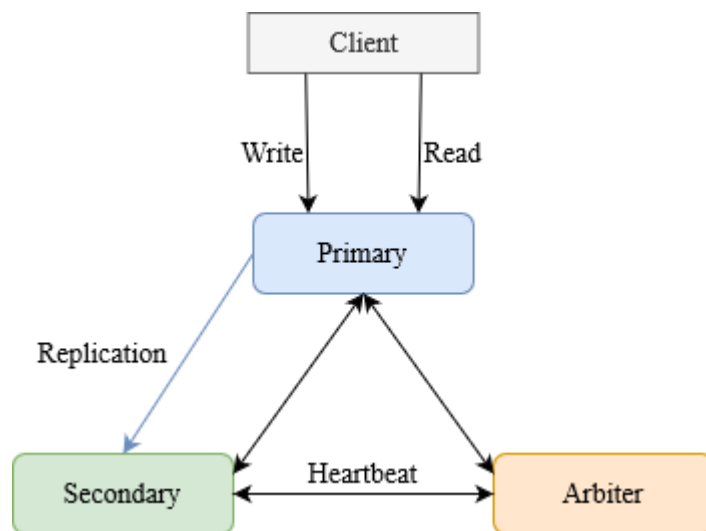 Client
Write
Read
Primary
Replication
Heartbeat
Secondary
Arbiter